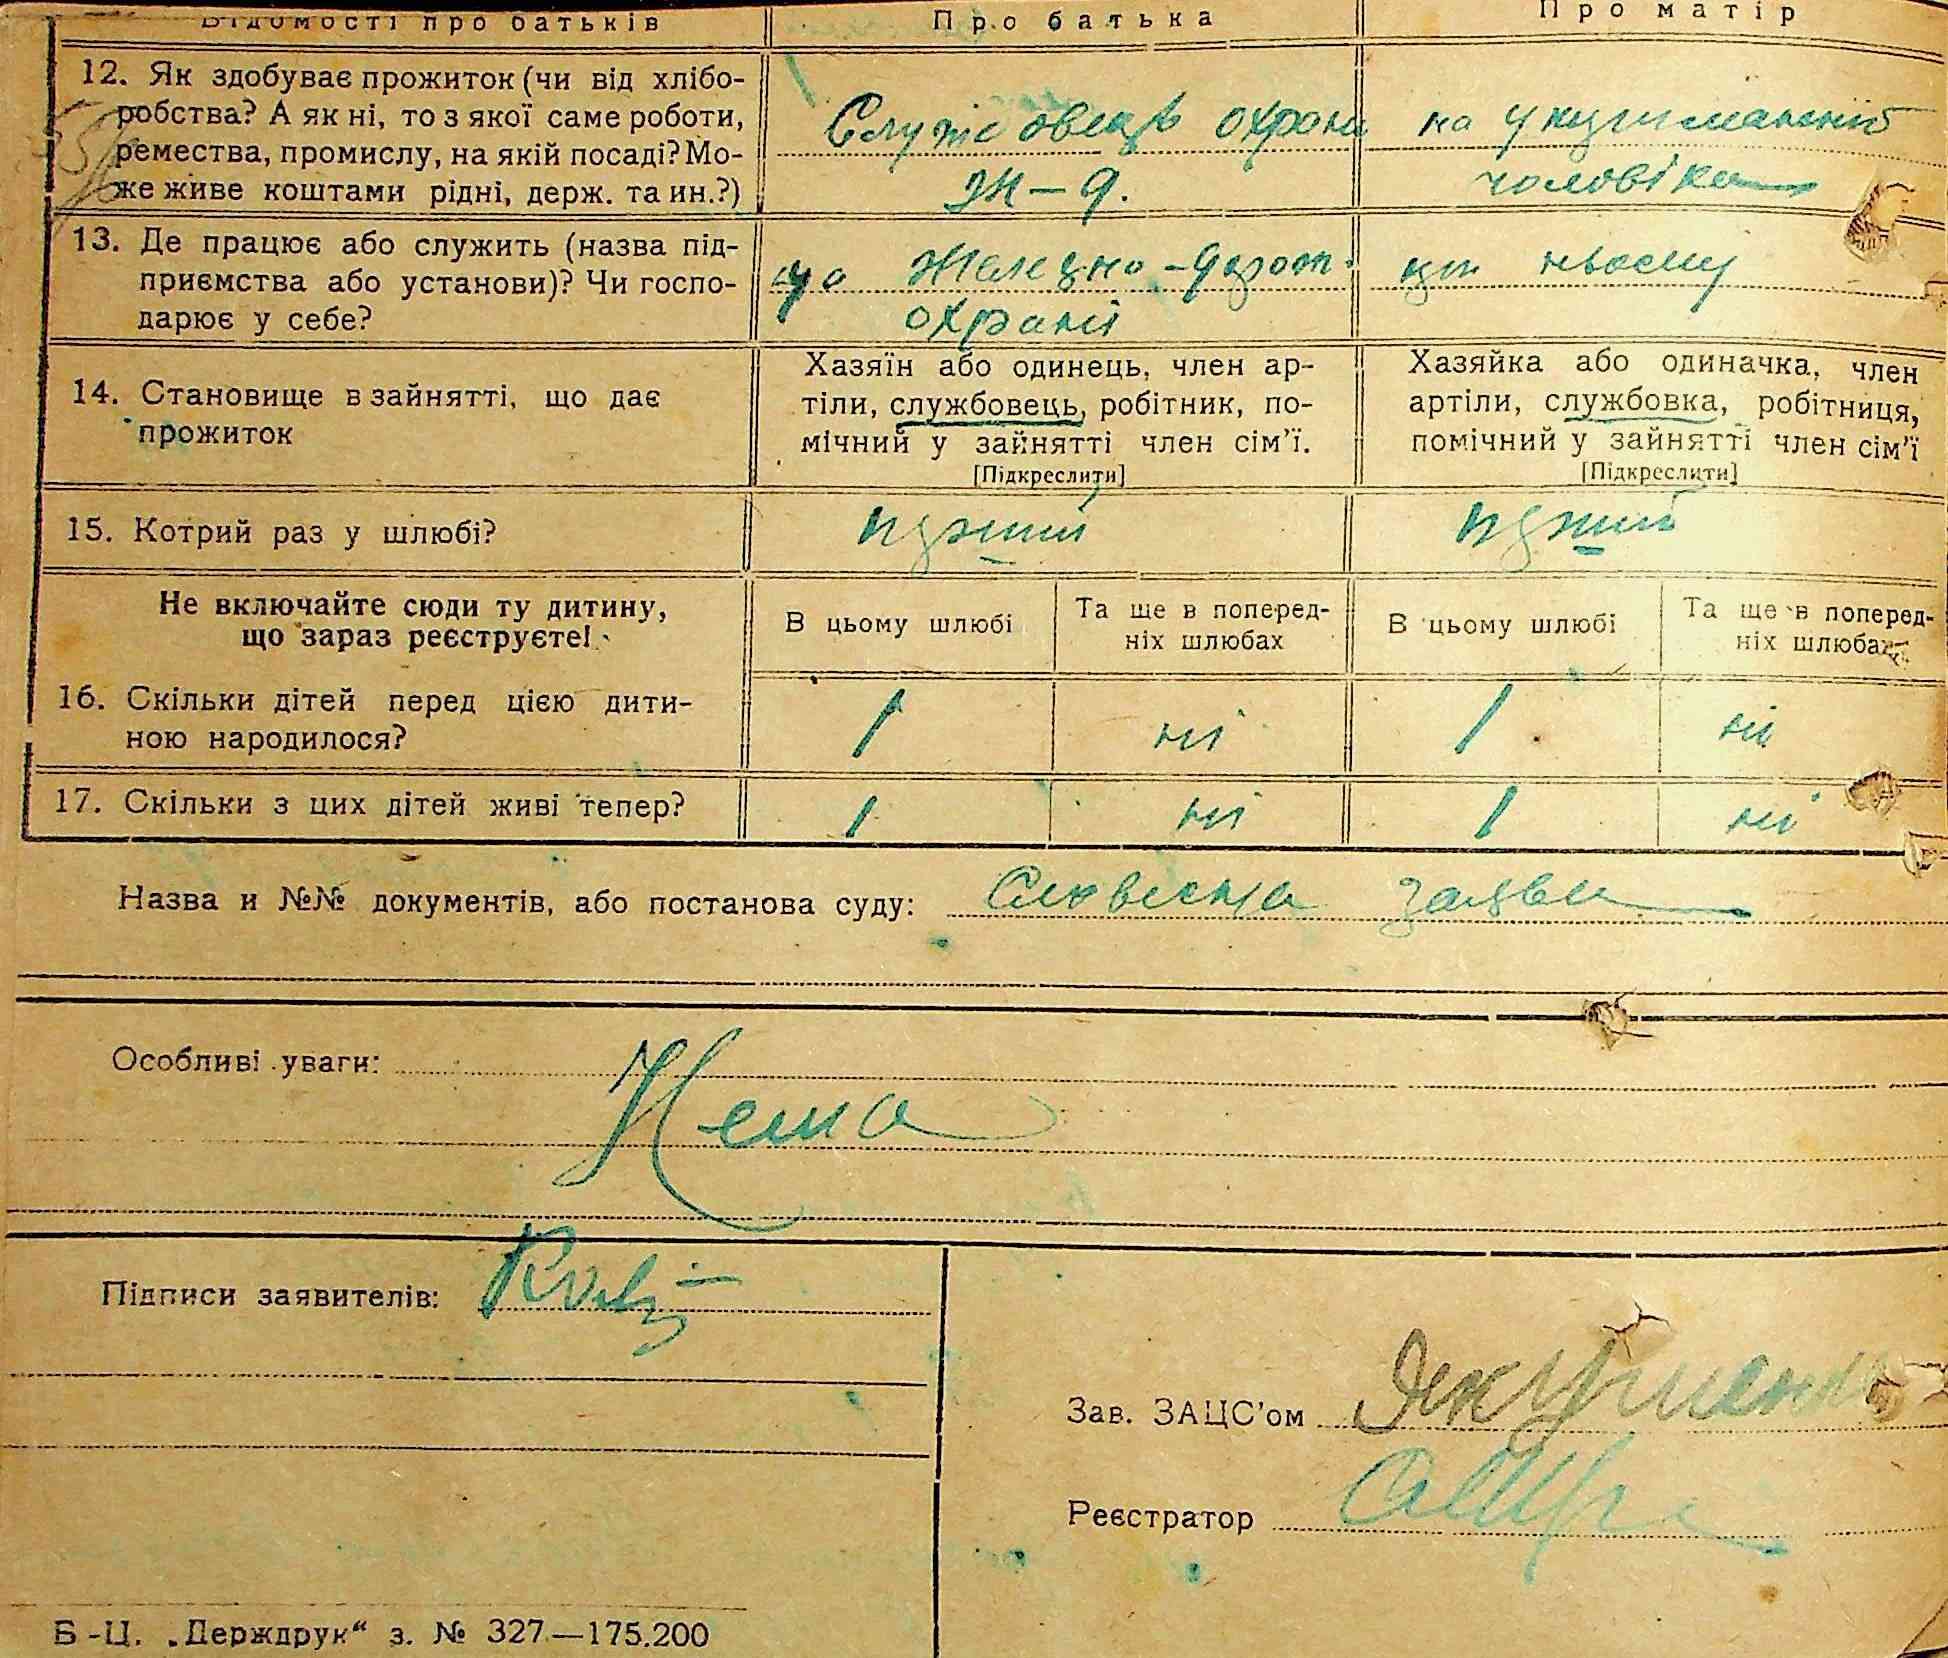 Відомості про батьків
Про батька
Про матір
12. Як здобуває прожиток (чи від хлібо-
робства? А як ні, то з якої саме роботи,
ремества, промислу, на якій посаді? Мо-
же живе коштами рідні, держ. та ин.?)
Службовець охрани
Ж-д.
на
чоловіка
13. Де працює або служить (назва під-
приємства або установи)? Чи госпо-
дарює у себе?
Железно-дорож.
охрані
14. Становище в зайнятті, що дає
прожиток
Хазяїн або одинець, член ар-
тіли, службовець, робітник, по-
мічний у зайнятті член сім'ї.
[Підкреслити]
Хазяйка або одиначка, член
артіли, службовка, робітниця,
помічний у зайнятті член сім'ї
[Підкреслити]
15. Котрий раз у шлюбі?
перший
перший
Не включайте сюди ту дитину,
що зараз реєструєте!
В цьому шлюбі
Та ще в поперед-
ніх шлюбах
В цьому шлюбі
Та ще в поперед-
ніх шлюбах
16. Скільки дітей перед цією дити-
ною народилося?
1
ні
1
ні
17. Скільки з цих дітей живі тепер?
1
ні
1
ні
Назва и №№ документів, або постанова суду: Словесна заява
Особливі уваги:
Нема
Підписи заявителів:
Зав. ЗАЦС'ом
Реєстратор
Б-Ц. „Держдрук“ з. № 327—175.200